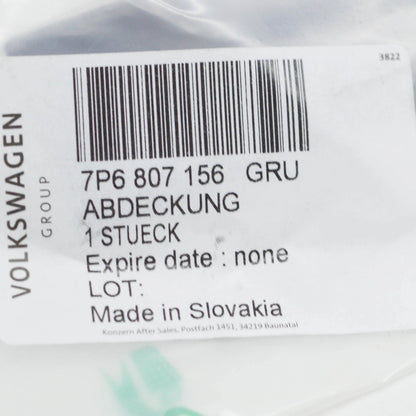 3822
VOLKSWAGEN
GROUP
7P6 807 156 GRU
ABDECKUNG
1 STUECK
Expire date : none
LOT:
Made in Slovakia
Konzern After Sales, Postfach 1451, 34219 Baunatal